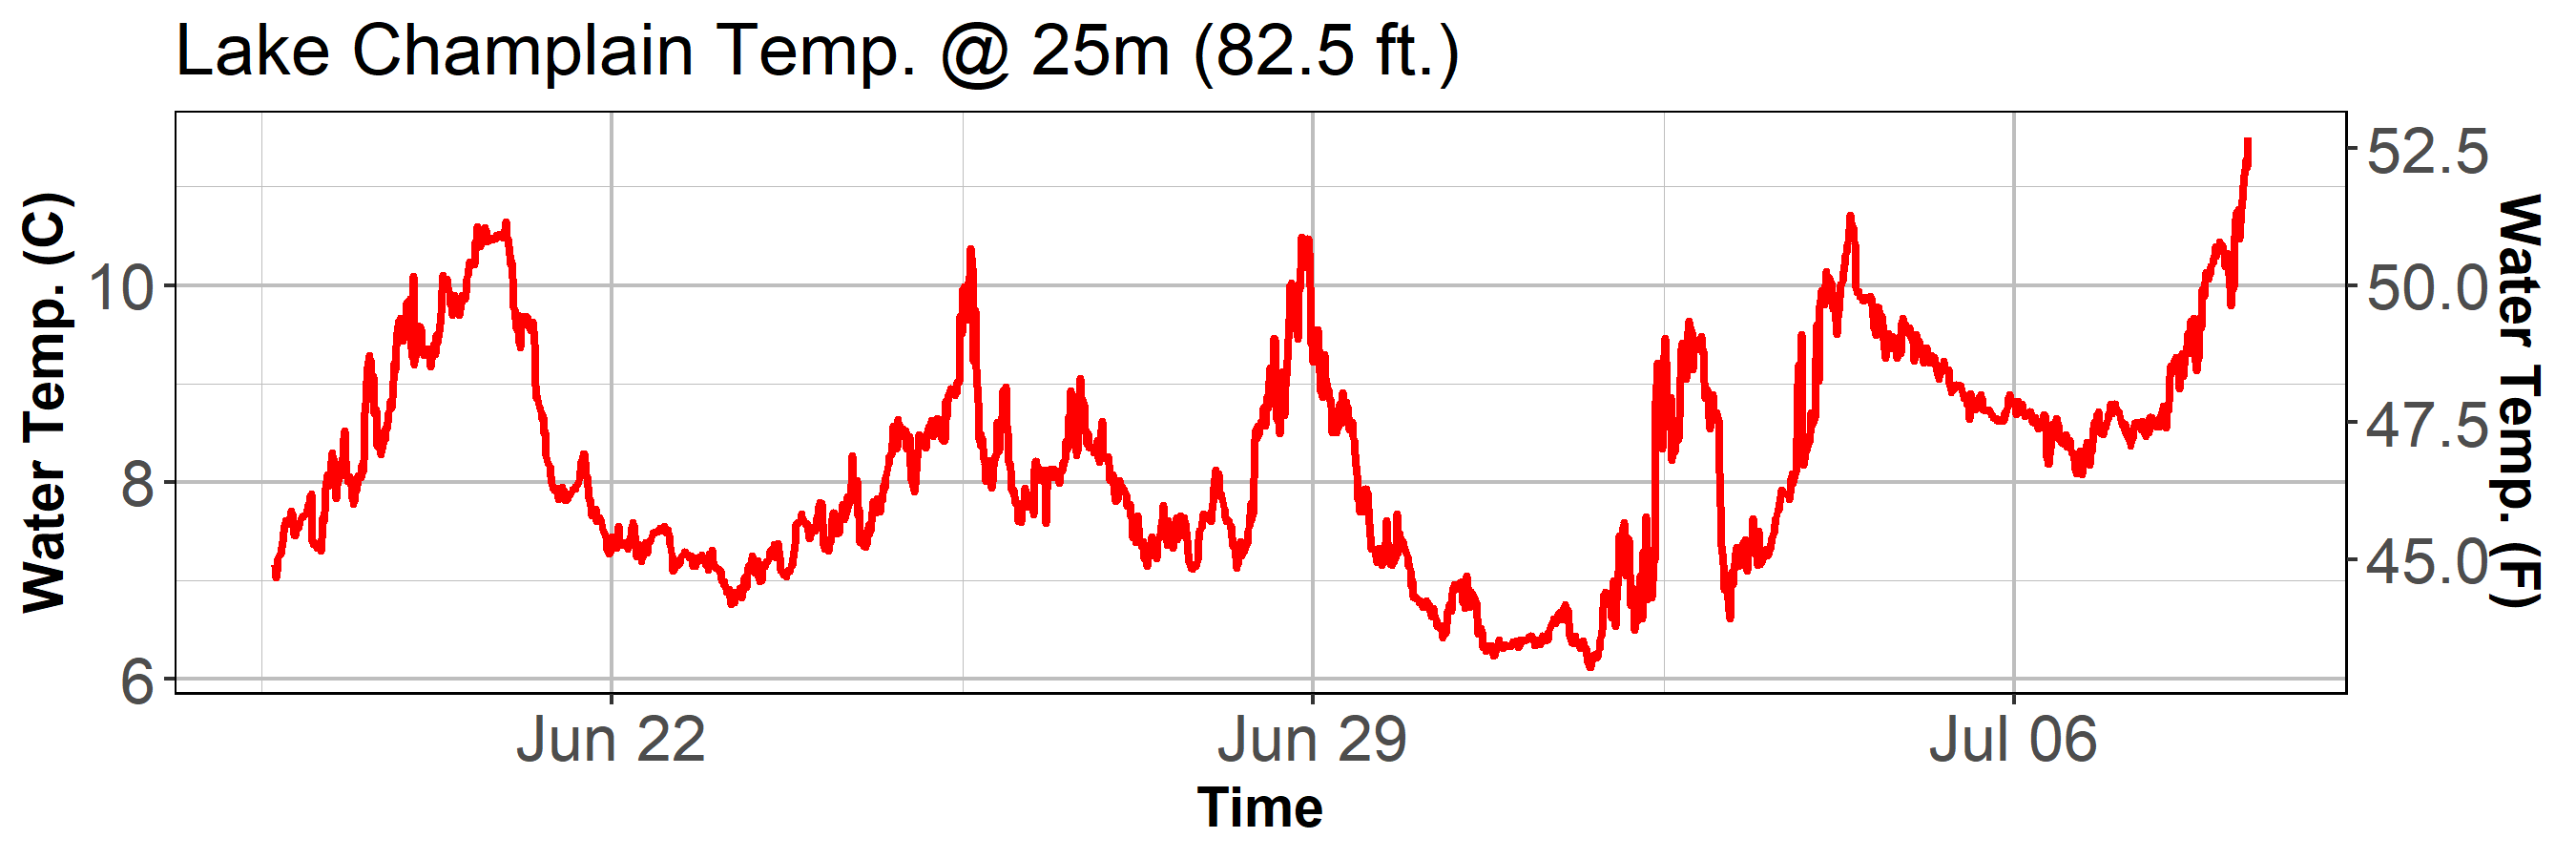 Lake Champlain Temp. @ 25m (82.5 ft.)
Water Temp. (C)
10
8
6
52.5
50.0
47.5
45.0
Water Temp. (F)
Jun 22
Jun 29
Jul 06
Time